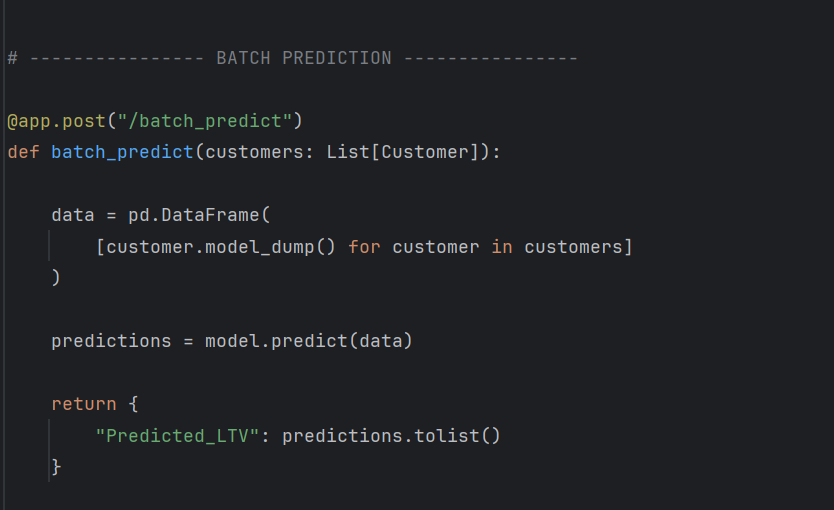 # ---------------- BATCH PREDICTION ----------------
@app.post("/batch_predict")
def batch_predict(customers: List[Customer]):
data = pd.DataFrame(
[customer.model_dump() for customer in customers]
)
predictions = model.predict(data)
return {
"Predicted_LTV": predictions.tolist()
}